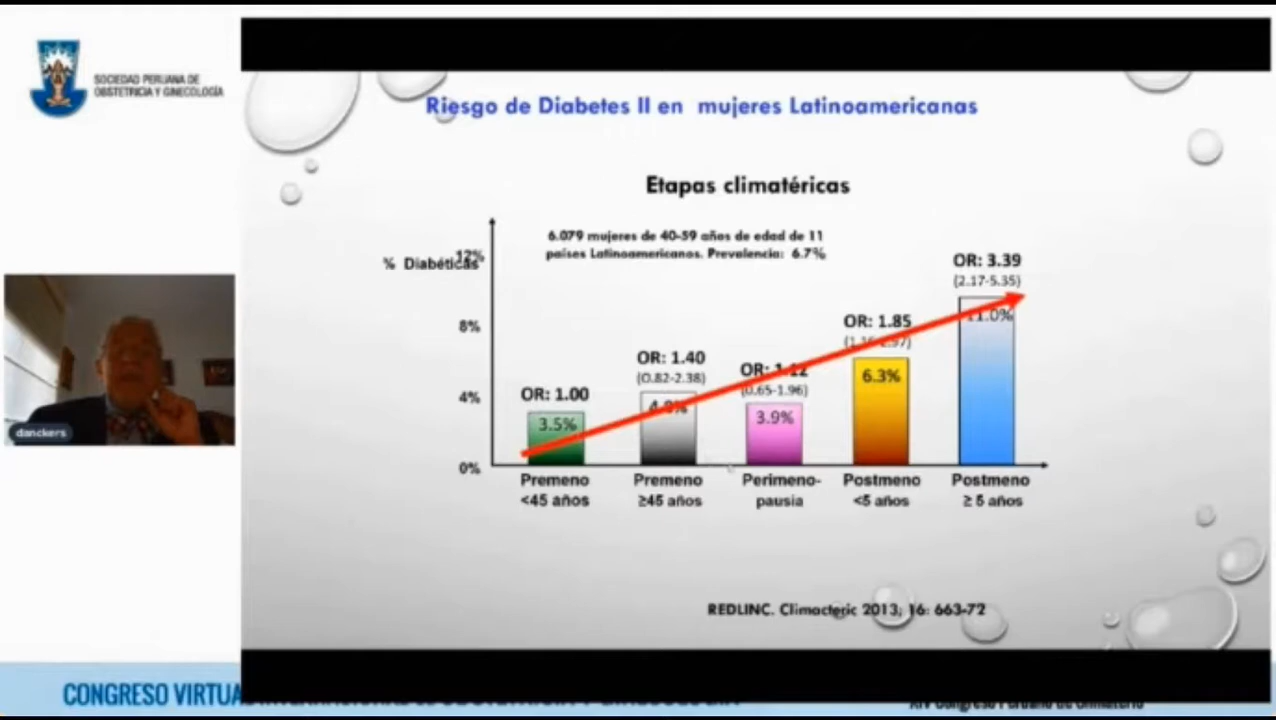 SOCIEDAD PERUANA DE
OBSTETRICIA Y GINECOLOGÍA
Riesgo de Diabetes II en mujeres Latinoamericanas
Etapas climatéricas
6.079 mujeres de 40-59 años de edad de 11
países Latinoamericanos. Prevalencia: 6.7%
% Diabéticas
12%
8%
4%
0%
OR: 1.00
3.5%
OR: 1.40
(0.82-2.38)
OR: 1.12
(0.65-1.96)
3.9%
OR: 1.85
6.3%
OR: 3.39
(2.17-5.35)
11.0%
Premeno
<45 años
Premeno
≥45 años
Perimeno-
pausia
Postmeno
<5 años
Postmeno
≥ 5 años
REDLINC. Climacteric 2013; 16: 663-72
danckers
CONGRESO